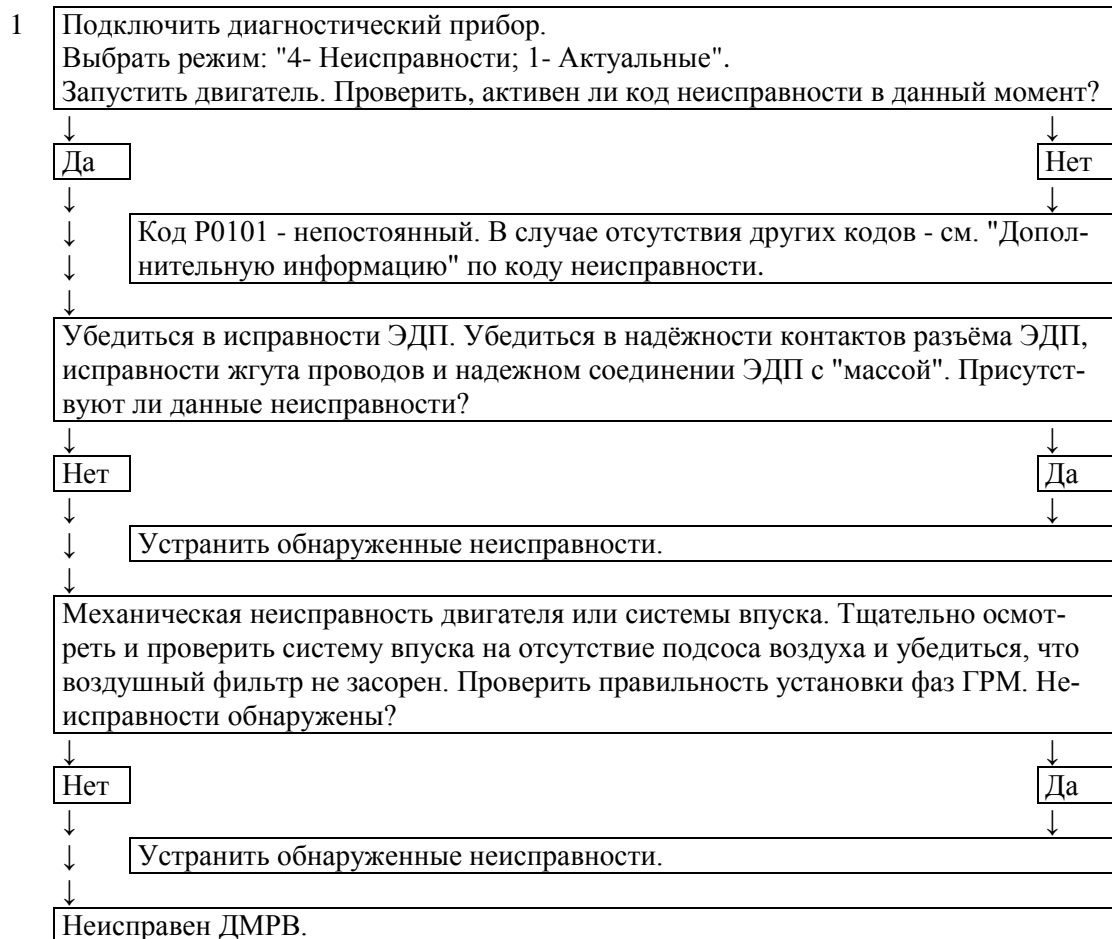 1 Подключить диагностический прибор.
Выбрать режим: "4- Неисправности; 1- Актуальные".
Запустить двигатель. Проверить, активен ли код неисправности в данный момент?
↓ ↓
Да Нет
↓ ↓
↓ Код P0101 - непостоянный. В случае отсутствия других кодов - см. "Допол-
↓ нительную информацию" по коду неисправности.
↓
Убедиться в исправности ЭДП. Убедиться в надёжности контактов разъёма ЭДП,
исправности жгута проводов и надежном соединении ЭДП с "массой". Присутст-
вуют ли данные неисправности?
↓ ↓
Нет Да
↓ ↓
↓ Устранить обнаруженные неисправности.
↓
Механическая неисправность двигателя или системы впуска. Тщательно осмот-
реть и проверить систему впуска на отсутствие подсоса воздуха и убедиться, что
воздушный фильтр не засорен. Проверить правильность установки фаз ГРМ. Не-
исправности обнаружены?
↓ ↓
Нет Да
↓ ↓
↓ Устранить обнаруженные неисправности.
↓
Неисправен ДМРВ.